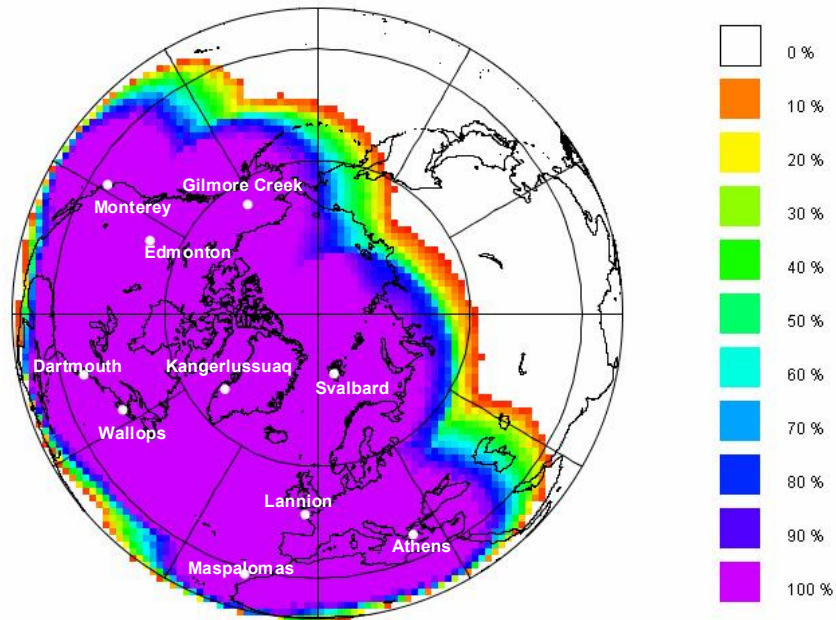 0 %
10 %
20 %
30 %
40 %
50 %
60 %
70 %
80 %
90 %
100 %
Gilmore Creek
Monterey
Edmonton
Dartmouth
Kangerlussuaq
Svalbard
Wallops
Lannion
Athens
Maspalomas